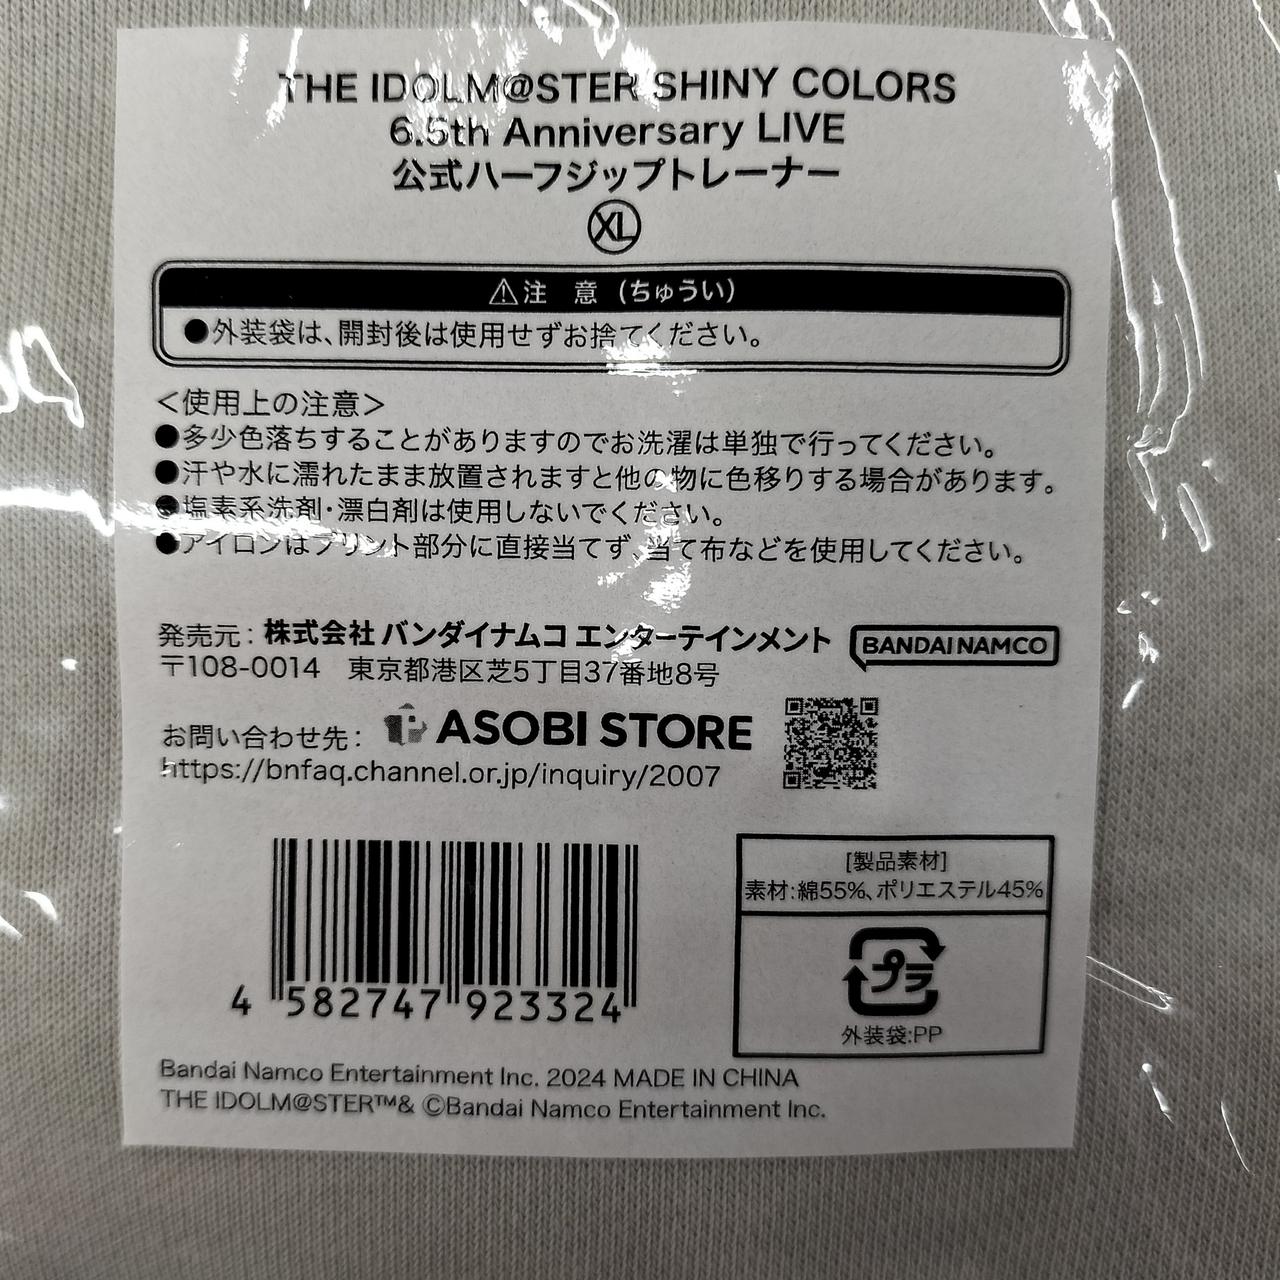 THE IDOLM@STER SHINY COLORS
6.5th Anniversary LIVE
公式ハーフジップトレーナー
XL
⚠注 意（ちゅうい）
●外装袋は、開封後は使用せずお捨てください。
＜使用上の注意＞
●多少色落ちすることがありますのでお洗濯は単独で行ってください。
●汗や水に濡れたまま放置されますと他の物に色移りする場合があります。
●塩素系洗剤・漂白剤は使用しないでください。
●アイロンはプリント部分に直接当てず、当て布などを使用してください。
発売元：株式会社 バンダイナムコ エンターテインメント BANDAI NAMCO
〒108-0014 東京都港区芝5丁目37番地8号
お問い合わせ先： ASOBI STORE
https://bnfaq.channel.or.jp/inquiry/2007
[製品素材]
素材：綿55%、ポリエステル45%
プラ
外装袋:PP
4 582747 923324
Bandai Namco Entertainment Inc. 2024 MADE IN CHINA
THE IDOLM@STER™& ©Bandai Namco Entertainment Inc.